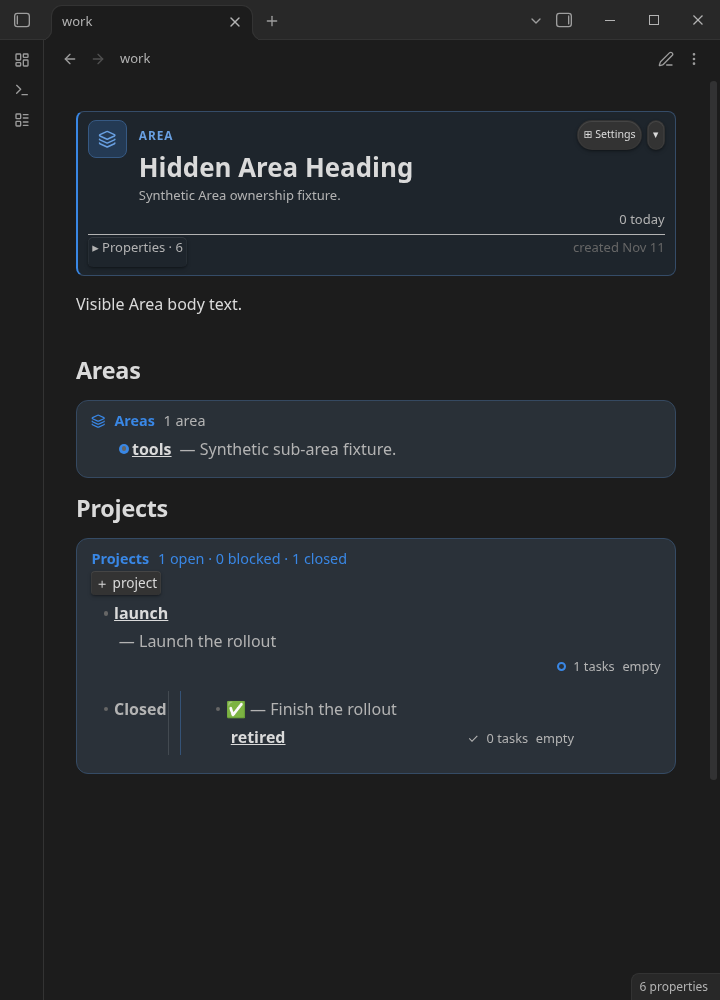 work
work
AREA
⊞ Settings ▾
Hidden Area Heading
Synthetic Area ownership fixture.
0 today
▸ Properties · 6
created Nov 11
Visible Area body text.
Areas
Areas 1 area
tools — Synthetic sub-area fixture.
Projects
Projects 1 open · 0 blocked · 1 closed
+ project
• launch
— Launch the rollout
1 tasks empty
• Closed
• ✅ — Finish the rollout
retired
✓ 0 tasks empty
6 properties